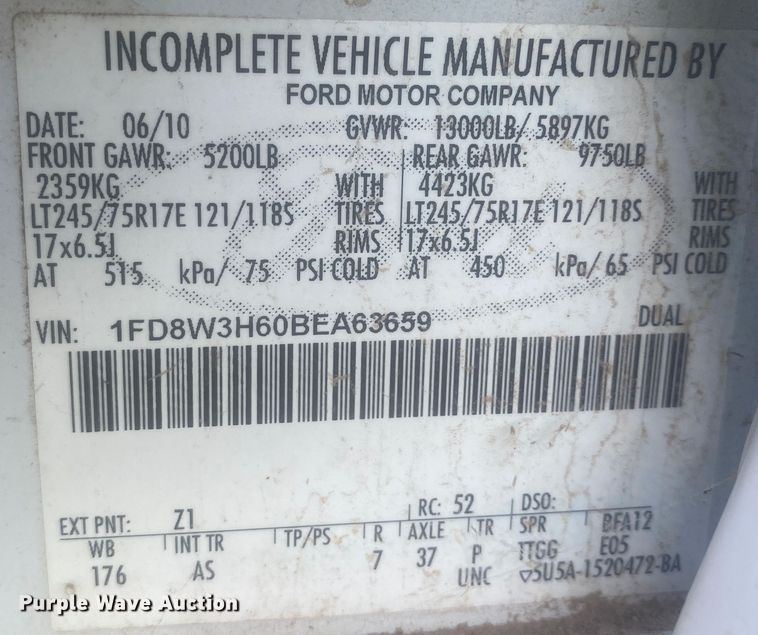 INCOMPLETE VEHICLE MANUFACTURED BY
FORD MOTOR COMPANY
DATE: 06/10 GVWR: 13000LB/ 5897KG
FRONT GAWR: 5200LB REAR GAWR: 9750LB
2359KG WITH 4423KG WITH
LT245/75R17E 121/118S TIRES LT245/75R17E 121/118S TIRES
17x6.5J RIMS 17x6.5J RIMS
AT 515 kPa/ 75 PSI COLD AT 450 kPa/ 65 PSI COLD
VIN: 1FD8W3H60BEA63659 DUAL
EXT PNT: Z1 RC: 52 DSO:
WB INT TR TP/PS R AXLE TR SPR BFA12
176 AS 7 37 P TTGG E05
UNC ▽5U5A-1520472-BA
Purple Wave Auction